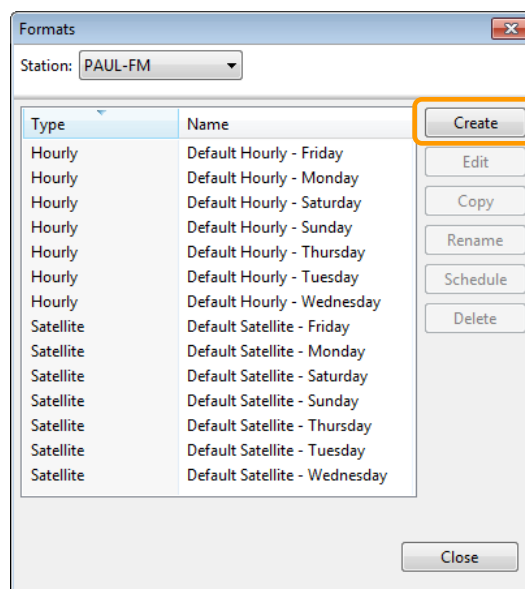 Formats
Station: PAUL-FM
Type Name
Hourly Default Hourly - Friday
Hourly Default Hourly - Monday
Hourly Default Hourly - Saturday
Hourly Default Hourly - Sunday
Hourly Default Hourly - Thursday
Hourly Default Hourly - Tuesday
Hourly Default Hourly - Wednesday
Satellite Default Satellite - Friday
Satellite Default Satellite - Monday
Satellite Default Satellite - Saturday
Satellite Default Satellite - Sunday
Satellite Default Satellite - Thursday
Satellite Default Satellite - Tuesday
Satellite Default Satellite - Wednesday
Create
Edit
Copy
Rename
Schedule
Delete
Close